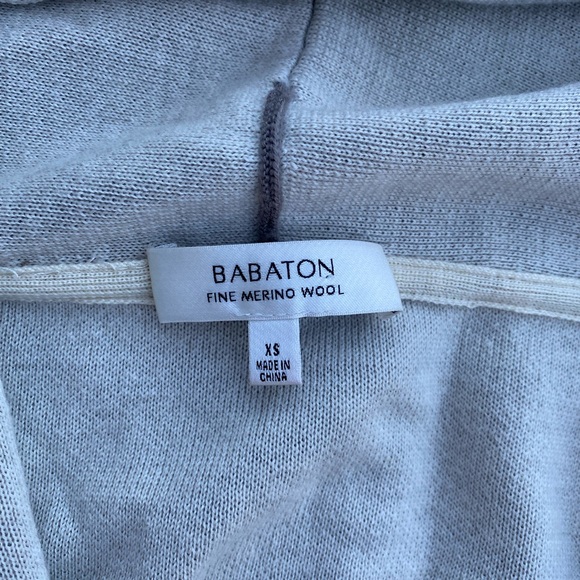 BABATON
FINE MERINO WOOL
XS
MADE IN
CHINA